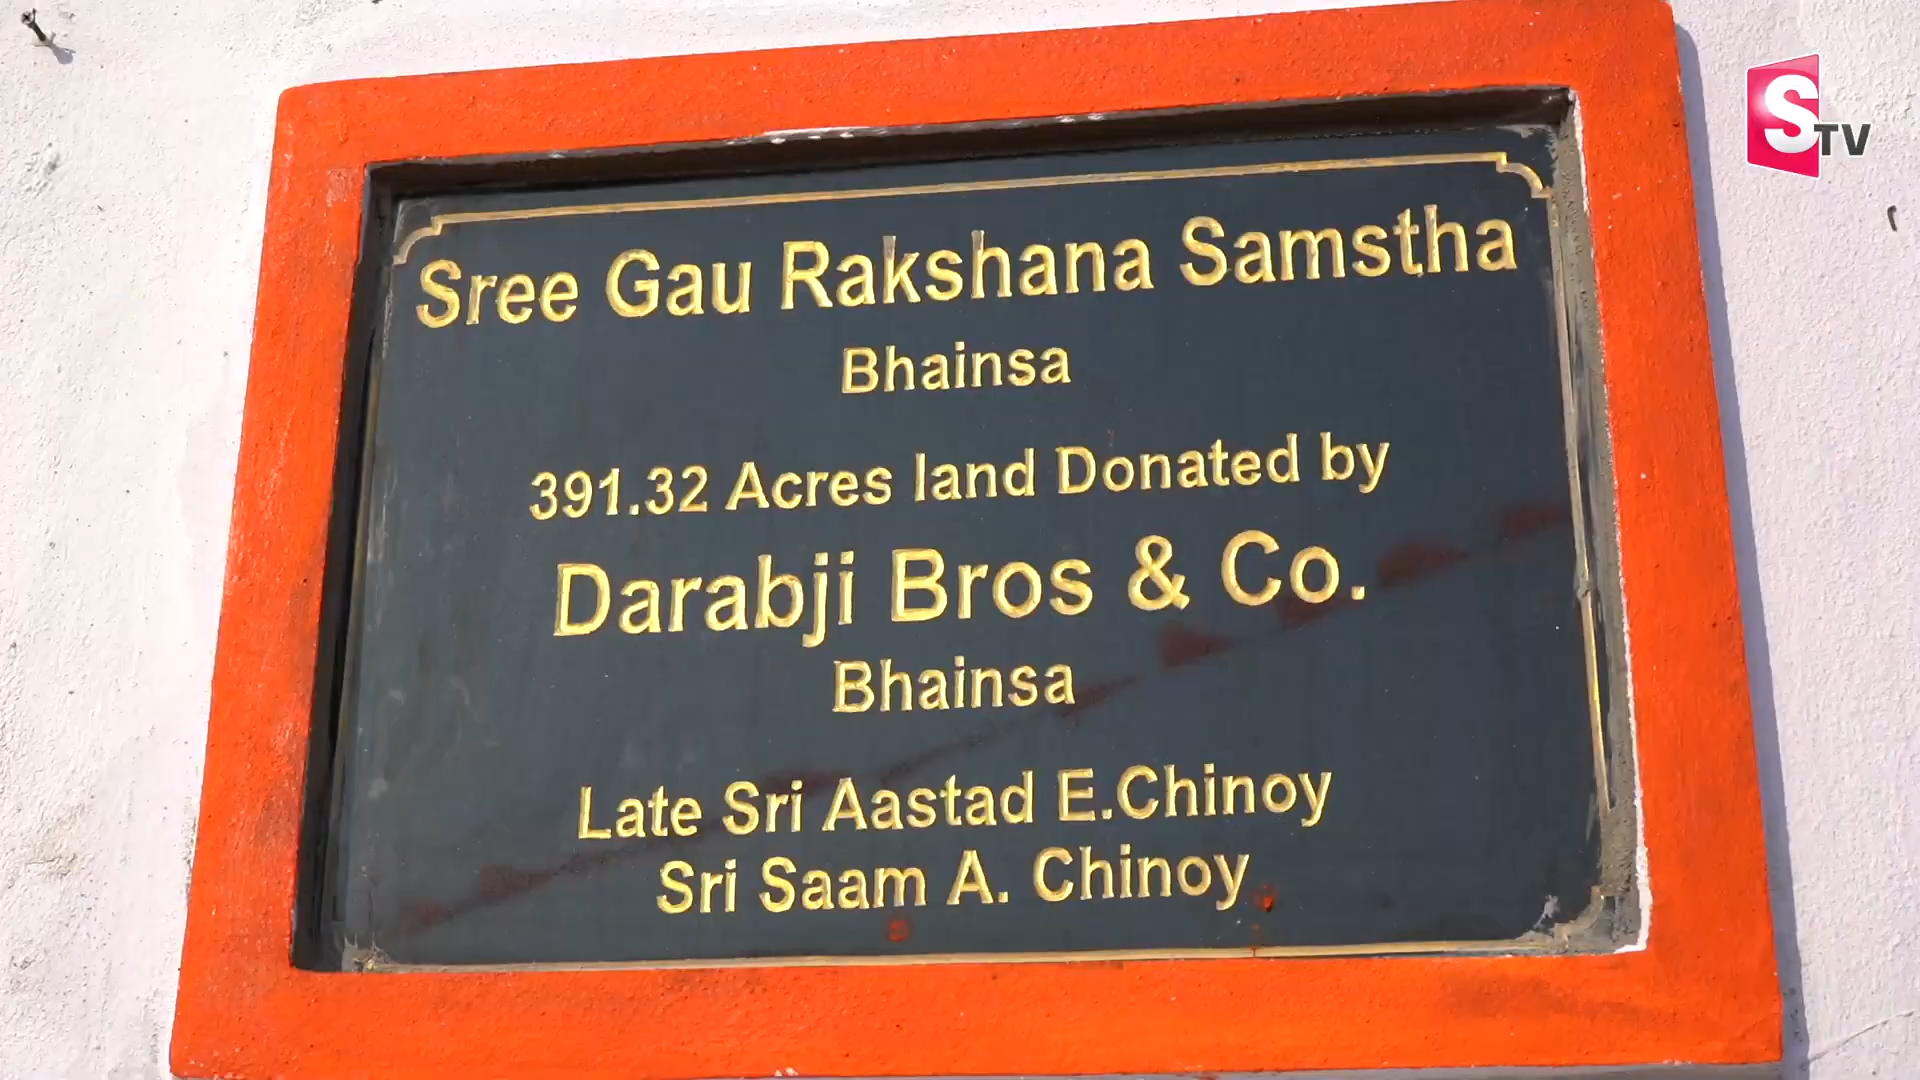 STV
Sree Gau Rakshana Samstha
Bhainsa
391.32 Acres land Donated by
Darabji Bros & Co.
Bhainsa
Late Sri Aastad E.Chinoy
Sri Saam A. Chinoy